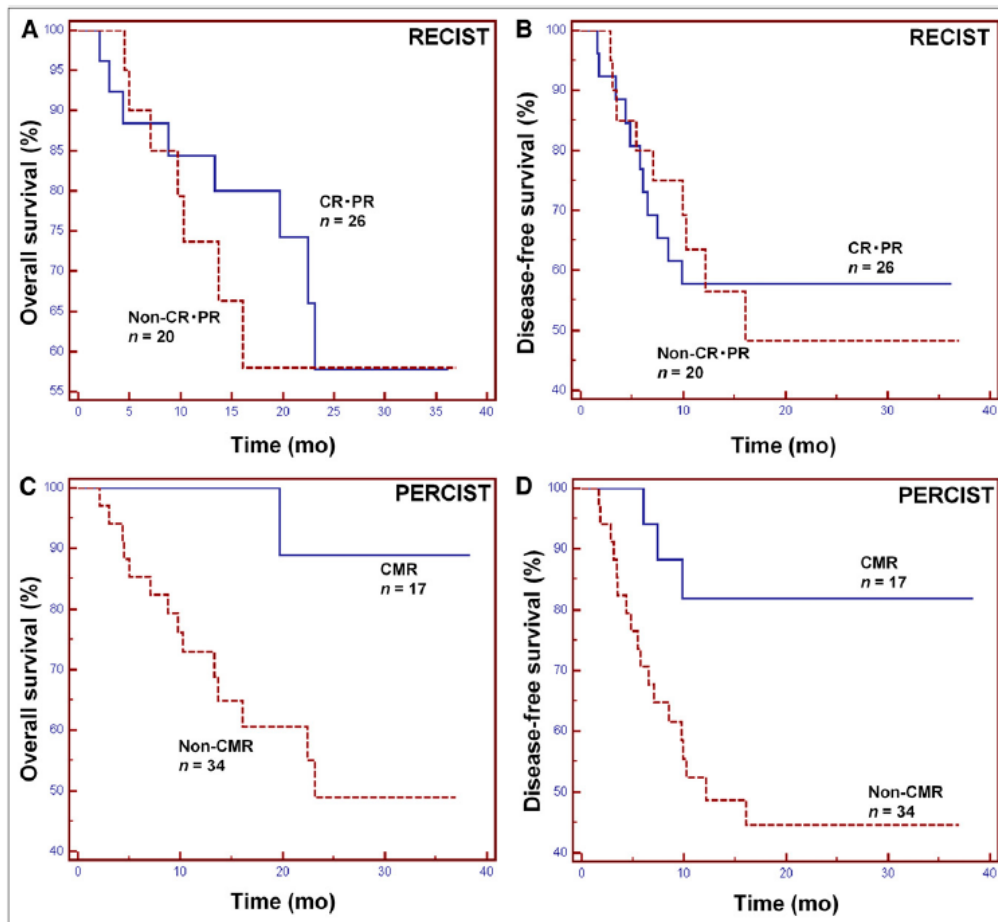 A
RECIST
Overall survival (%)
100
95
90
85
80
75
70
65
60
55
CR·PR
n = 26
Non-CR·PR
n = 20
0 5 10 15 20 25 30 35 40
Time (mo)
B
RECIST
Disease-free survival (%)
100
90
80
70
60
50
40
CR·PR
n = 26
Non-CR·PR
n = 20
0 10 20 30 40
Time (mo)
C
PERCIST
Overall survival (%)
100
90
80
70
60
50
40
CMR
n = 17
Non-CMR
n = 34
0 10 20 30 40
Time (mo)
D
PERCIST
Disease-free survival (%)
100
90
80
70
60
50
40
CMR
n = 17
Non-CMR
n = 34
0 10 20 30 40
Time (mo)